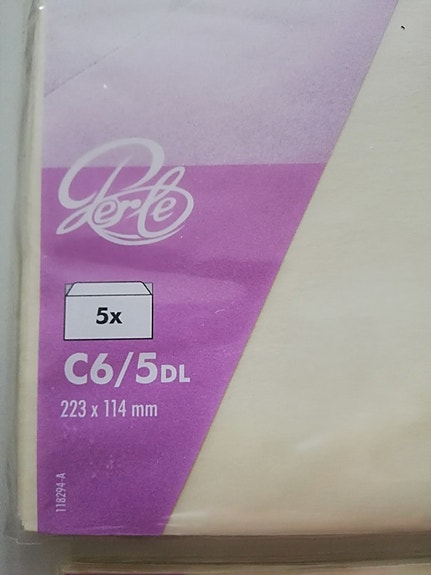 Perle
5x
C6/5DL
223 x 114 mm
118294-A